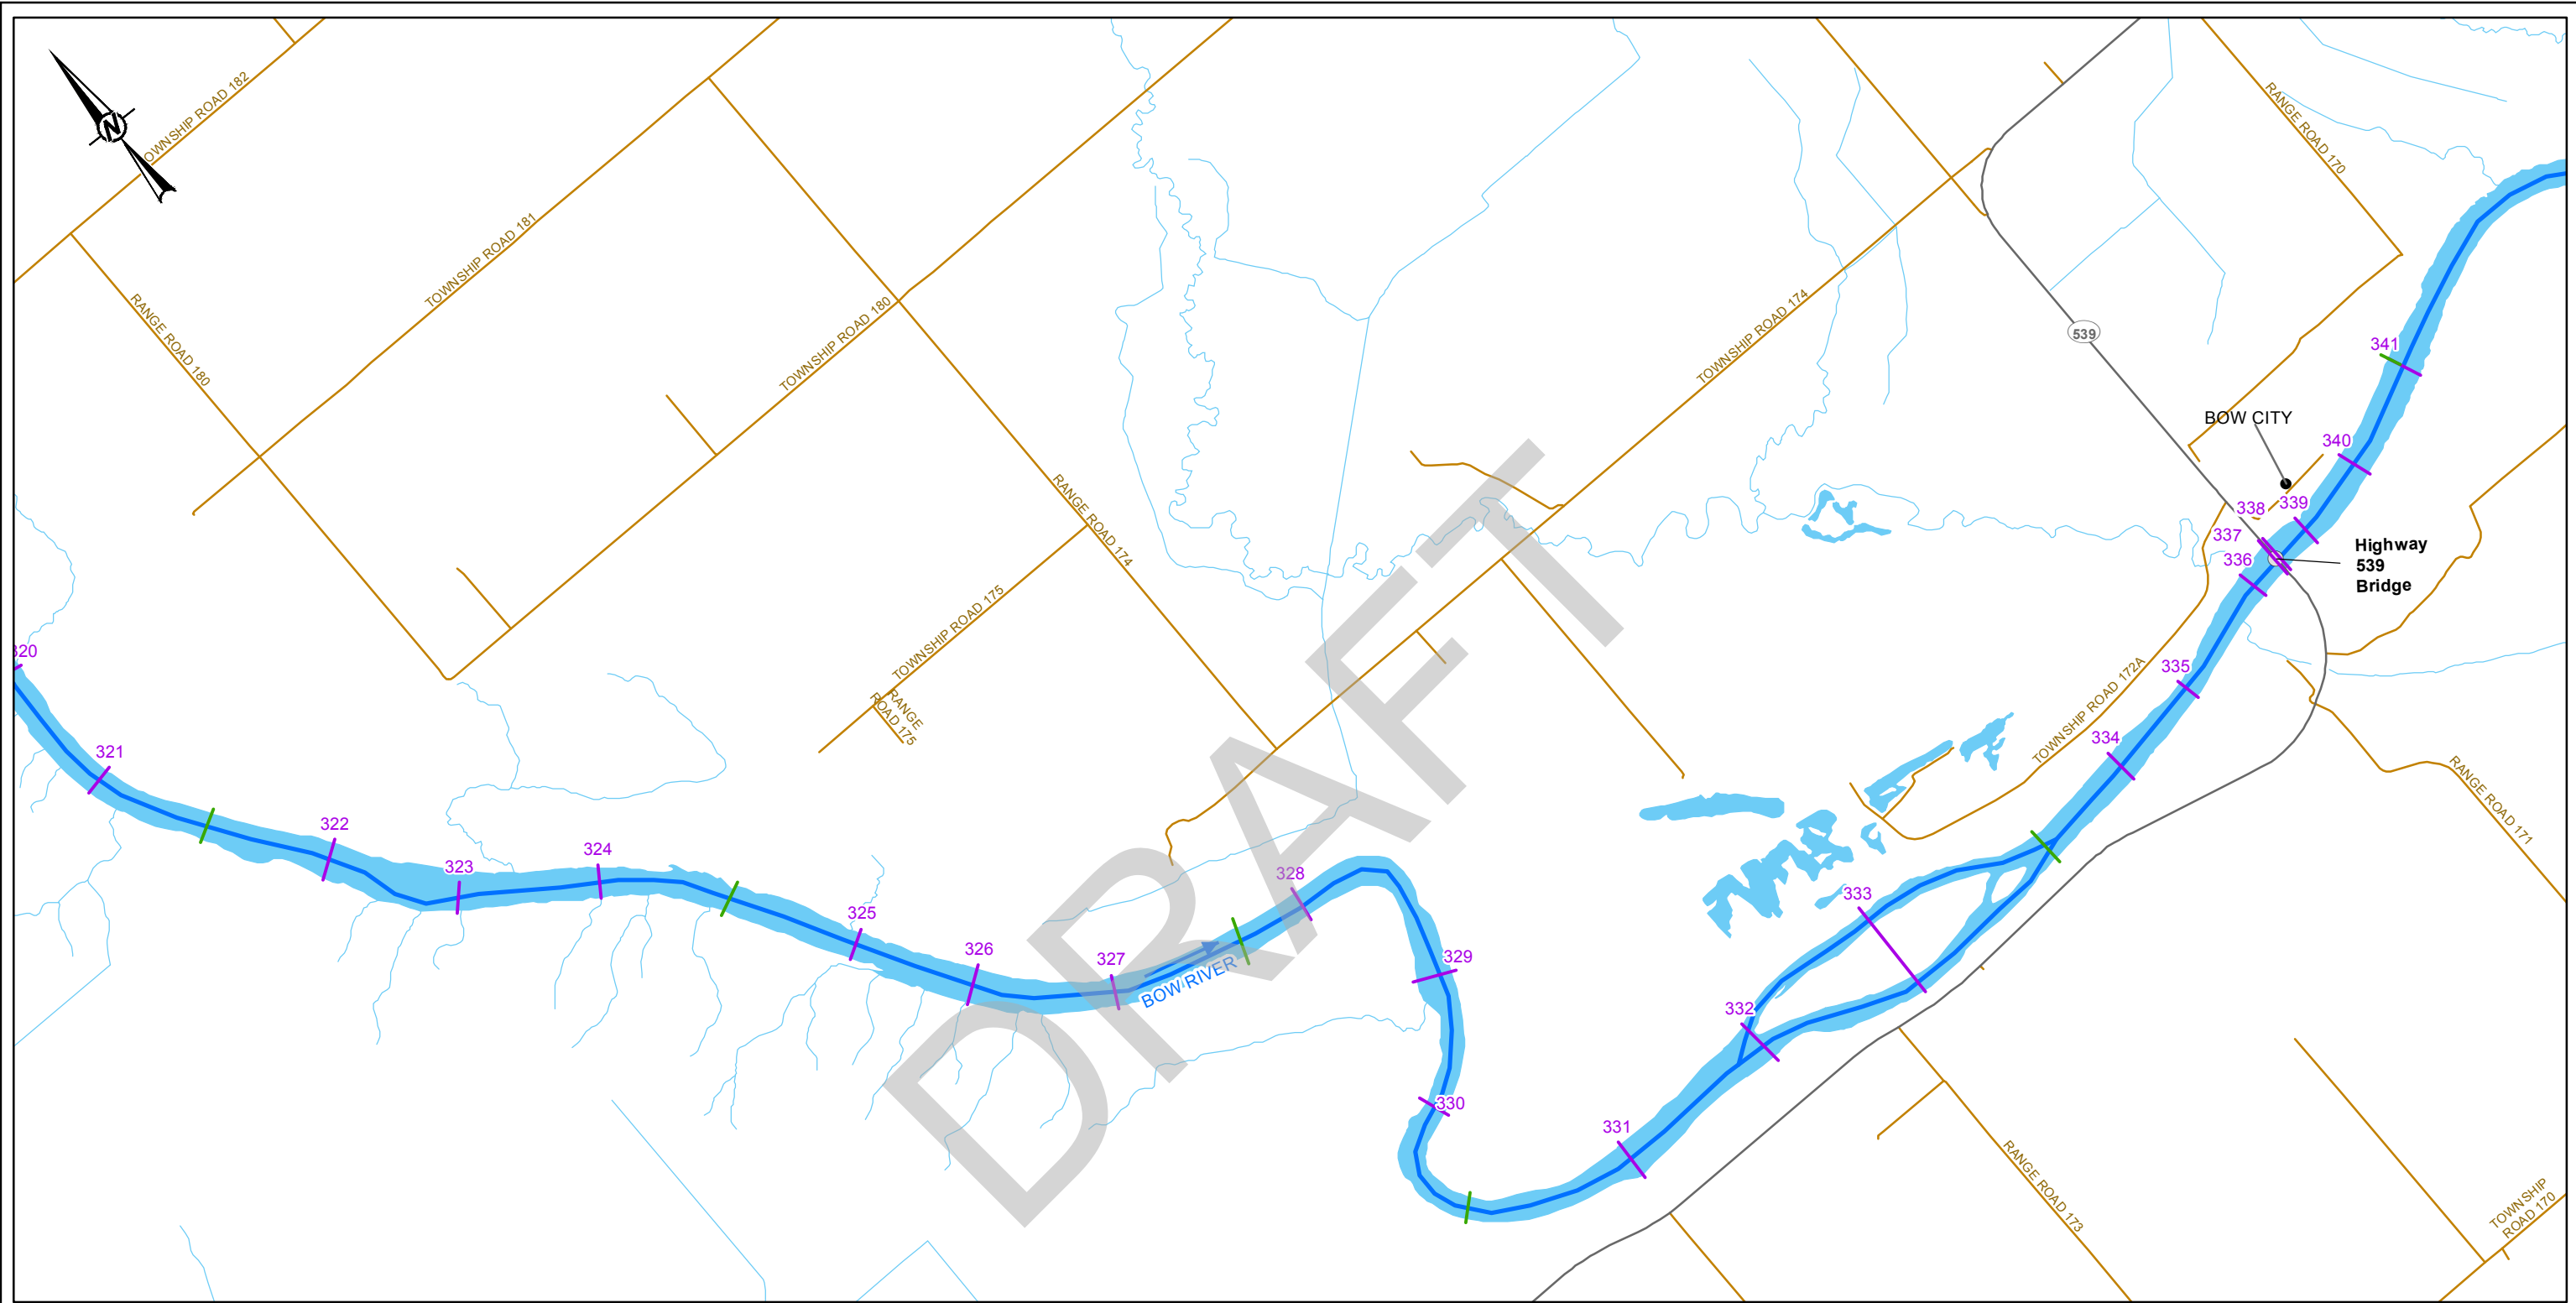 N
OWNSHIP ROAD 182
RANGE ROAD 180
TOWNSHIP ROAD 181
TOWNSHIP ROAD 180
RANGE ROAD 174
TOWNSHIP ROAD 175
RANGE
ROAD 175
TOWNSHIP ROAD 174
RANGE ROAD 170
539
BOW CITY
Highway
539
Bridge
TOWNSHIP ROAD 172A
RANGE ROAD 171
RANGE ROAD 173
TOWNSHIP
ROAD 170
BOW RIVER
DRAFT
320
321
322
323
324
325
326
327
328
329
330
331
332
333
334
335
336
337
338
339
340
341